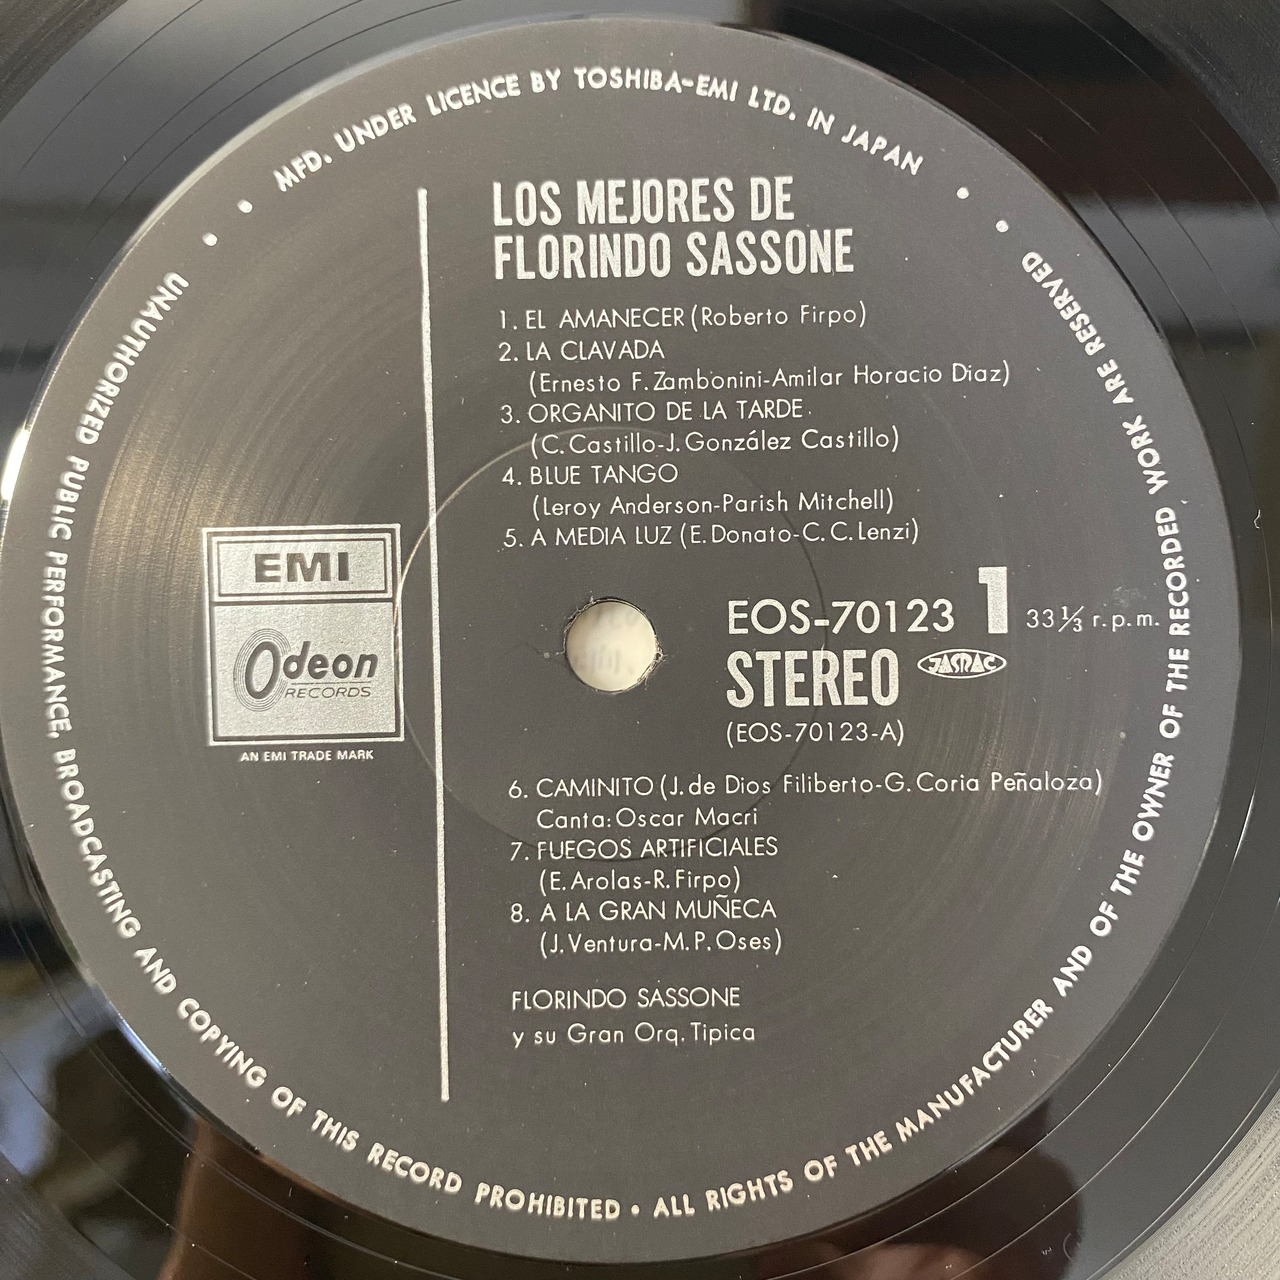 MFD. UNDER LICENCE BY TOSHIBA-EMI LTD. IN JAPAN
LOS MEJORES DE
FLORINDO SASSONE
1. EL AMANECER (Roberto Firpo)
2. LA CLAVADA
(Ernesto F. Zambonini-Amilar Horacio Diaz)
3. ORGANITO DE LA TARDE
(C. Castillo-J. González Castillo)
4. BLUE TANGO
(Leroy Anderson-Parish Mitchell)
5. A MEDIA LUZ (E. Donato-C. C. Lenzi)
EMI
Odeon
RECORDS
AN EMI TRADE MARK
EOS-70123 1 33⅓ r.p.m.
STEREO JASRAC
(EOS-70123-A)
6. CAMINITO (J. de Dios Filiberto-G. Coria Peñaloza)
Canta: Oscar Macri
7. FUEGOS ARTIFICIALES
(E. Arolas-R. Firpo)
8. A LA GRAN MUÑECA
(J. Ventura-M. P. Oses)
FLORINDO SASSONE
y su Gran Orq. Tipica
UNAUTHORIZED PUBLIC PERFORMANCE, BROADCASTING AND COPYING OF THIS RECORD PROHIBITED • ALL RIGHTS OF THE MANUFACTURER AND OF THE OWNER OF THE RECORDED WORK ARE RESERVED